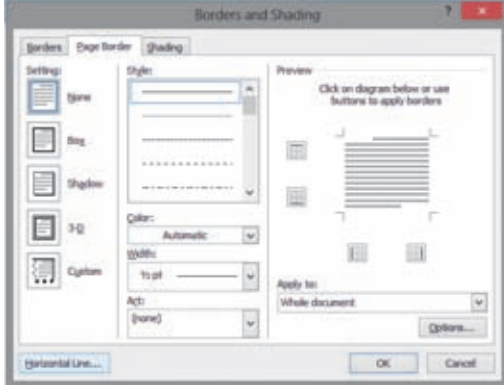 Borders and Shading
?
Borders Page Border Shading
Setting:
None
Box
Shadow
3-D
Custom
Style:
Color:
Automatic
Width:
½ pt
Art:
(none)
Preview
Click on diagram below or use
buttons to apply borders
Apply to:
Whole document
Options...
Horizontal Line...
OK Cancel